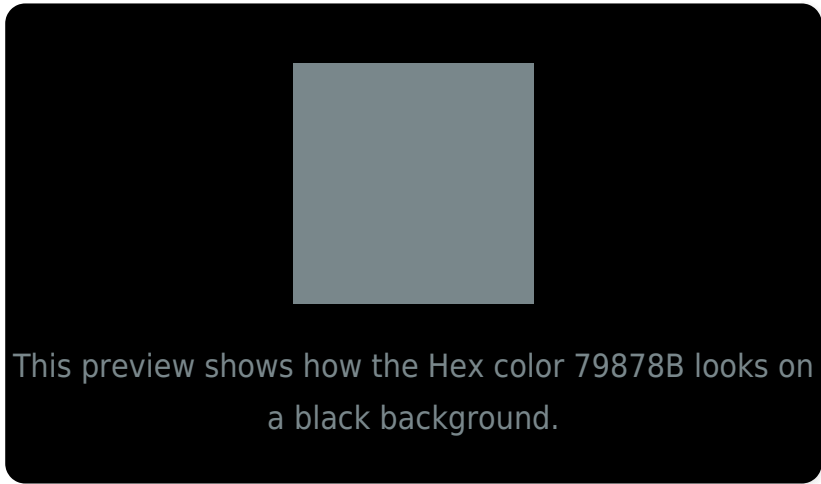 This preview shows how the Hex color 79878B looks on
a black background.